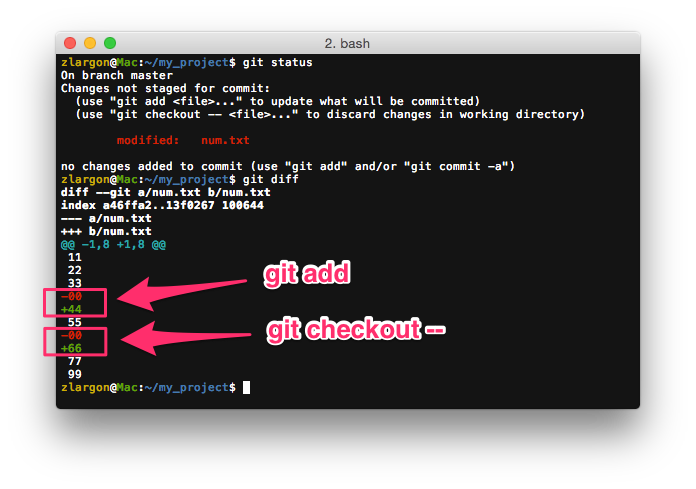 2. bash
zlargon@Mac:~/my_project$ git status
On branch master
Changes not staged for commit:
  (use "git add <file>..." to update what will be committed)
  (use "git checkout -- <file>..." to discard changes in working directory)
        modified:   num.txt
no changes added to commit (use "git add" and/or "git commit -a")
zlargon@Mac:~/my_project$ git diff
diff --git a/num.txt b/num.txt
index a46ffa2..13f0267 100644
--- a/num.txt
+++ b/num.txt
@@ -1,8 +1,8 @@
 11
 22
 33
-00
+44
git add
 55
-00
+66
git checkout --
 77
 99
zlargon@Mac:~/my_project$